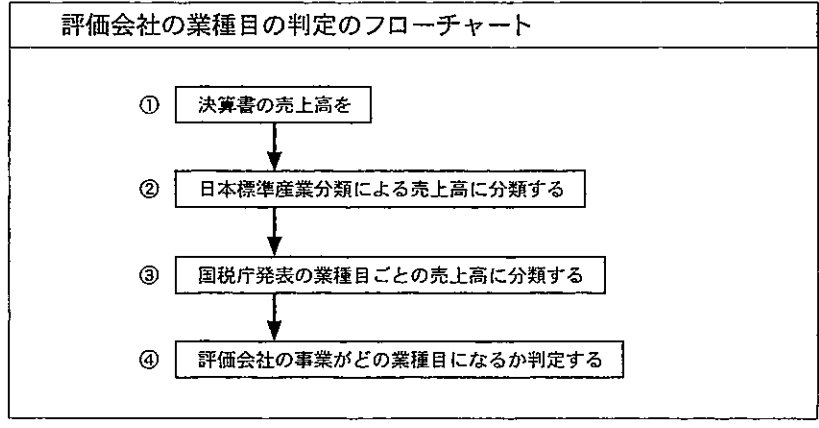 評価会社の業種目の判定のフローチャート
① 決算書の売上高を
② 日本標準産業分類による売上高に分類する
③ 国税庁発表の業種目ごとの売上高に分類する
④ 評価会社の事業がどの業種目になるか判定する